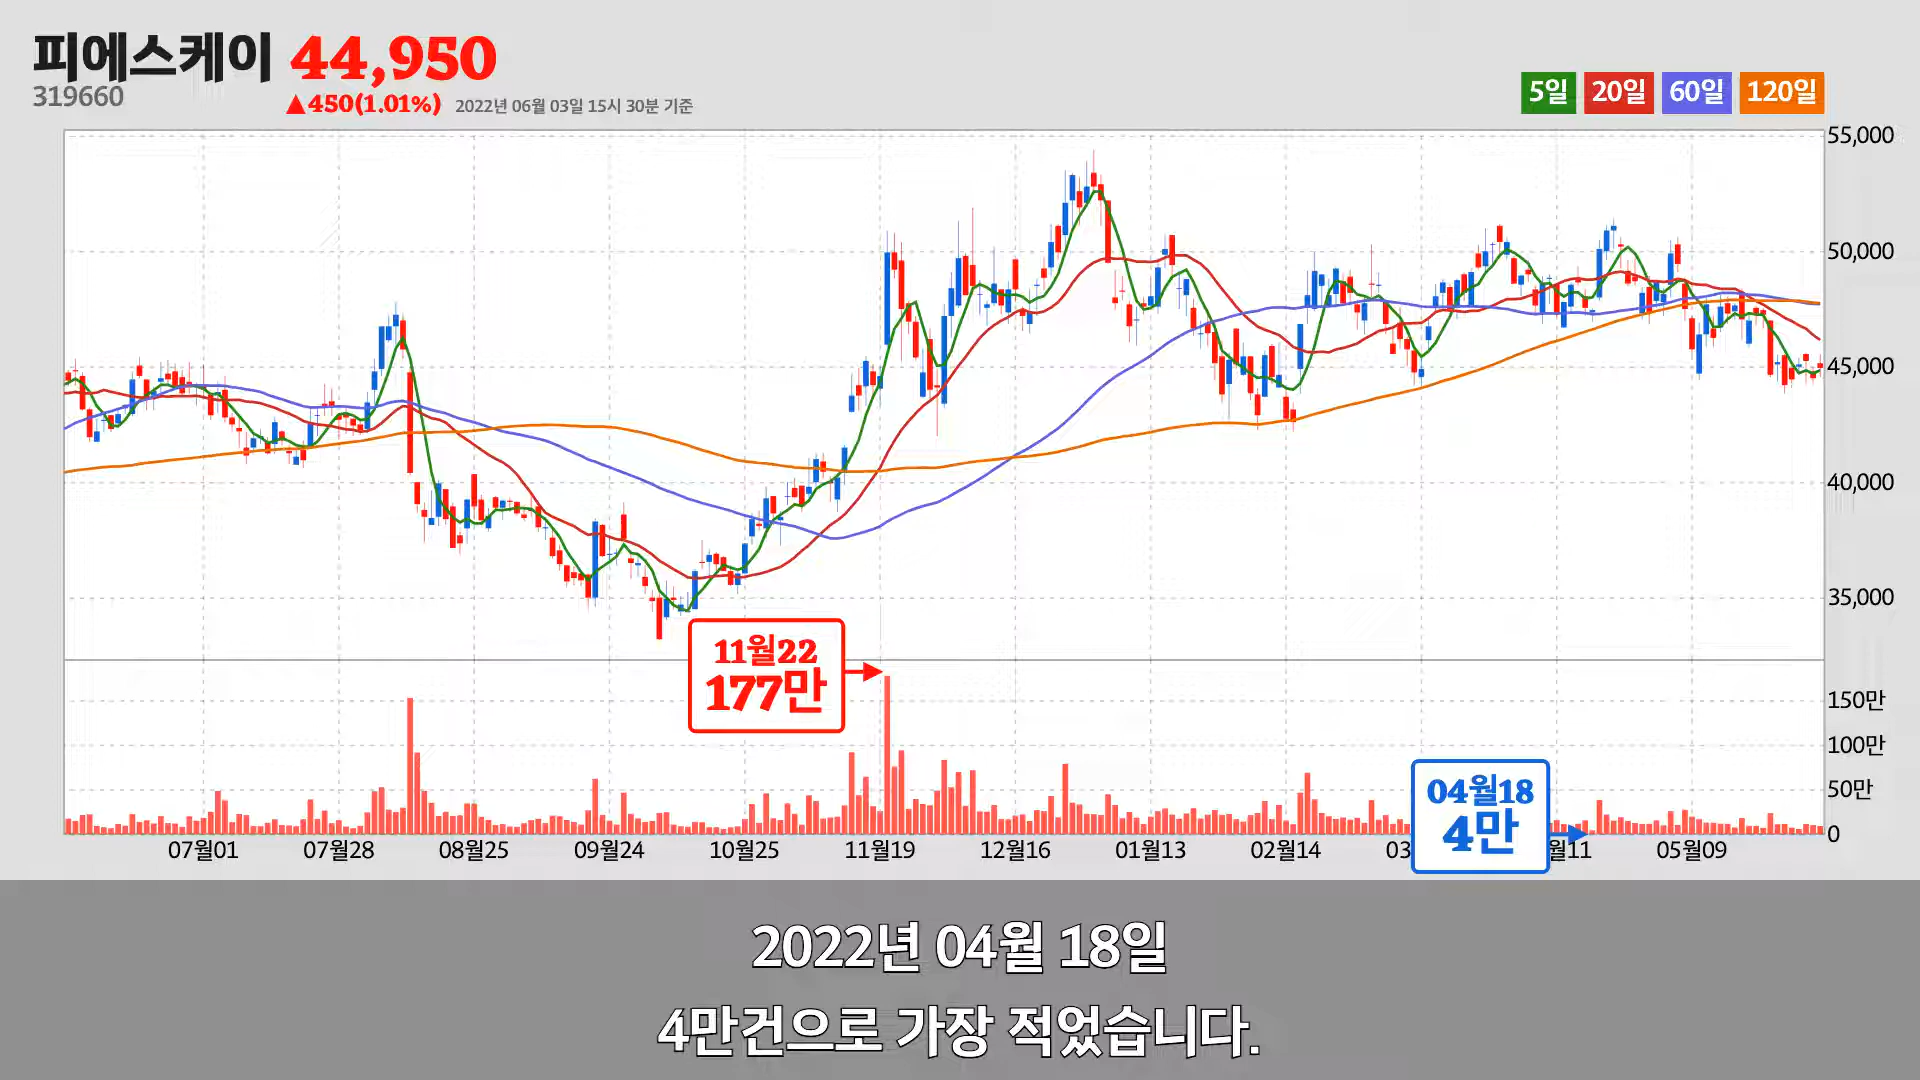 피에스케이 44,950
319660
▲450(1.01%) 2022년 06월 03일 15시 30분 기준
5일 20일 60일 120일
55,000
50,000
45,000
40,000
35,000
11월22
177만
150만
100만
50만
0
04월18
4만
07월01 07월28 08월25 09월24 10월25 11월19 12월16 01월13 02월14 03 월11 05월09
2022년 04월 18일
4만건으로 가장 적었습니다.